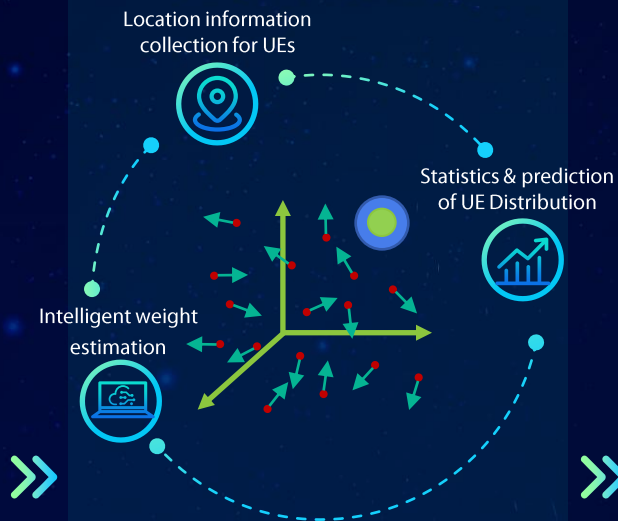 Location information
collection for UEs
Statistics & prediction
of UE Distribution
Intelligent weight
estimation